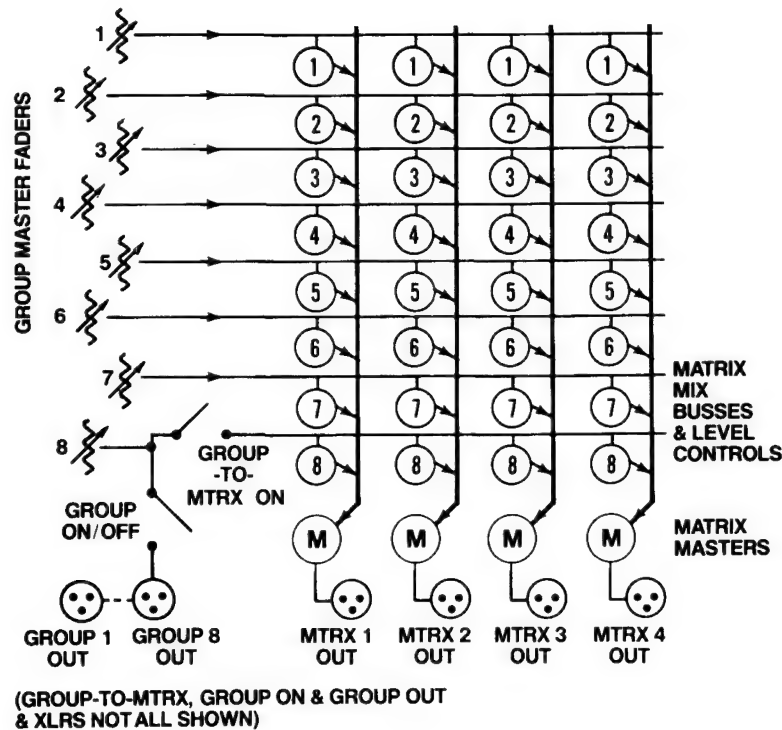 GROUP MASTER FADERS
1
1 1 1 1
2
2 2 2 2
3
3 3 3 3
4
4 4 4 4
5
5 5 5 5
6
6 6 6 6
7
7 7 7 7
8
8 8 8 8
MATRIX
MIX
BUSSES
& LEVEL
CONTROLS
GROUP
-TO-
MTRX ON
GROUP
ON/OFF
M M M M
MATRIX
MASTERS
GROUP 1
OUT
GROUP 8
OUT
MTRX 1
OUT
MTRX 2
OUT
MTRX 3
OUT
MTRX 4
OUT
(GROUP-TO-MTRX, GROUP ON & GROUP OUT
& XLRS NOT ALL SHOWN)